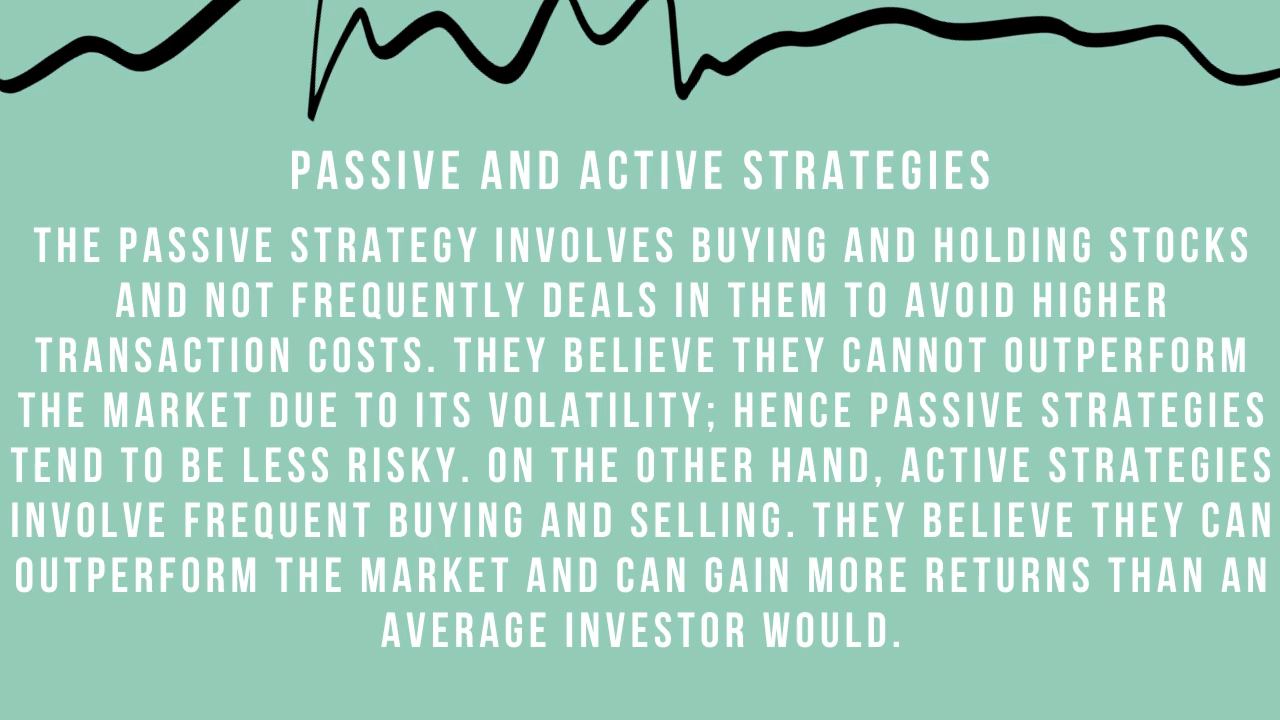 PASSIVE AND ACTIVE STRATEGIES
THE PASSIVE STRATEGY INVOLVES BUYING AND HOLDING STOCKS
AND NOT FREQUENTLY DEALS IN THEM TO AVOID HIGHER
TRANSACTION COSTS. THEY BELIEVE THEY CANNOT OUTPERFORM
THE MARKET DUE TO ITS VOLATILITY; HENCE PASSIVE STRATEGIES
TEND TO BE LESS RISKY. ON THE OTHER HAND, ACTIVE STRATEGIES
INVOLVE FREQUENT BUYING AND SELLING. THEY BELIEVE THEY CAN
OUTPERFORM THE MARKET AND CAN GAIN MORE RETURNS THAN AN
AVERAGE INVESTOR WOULD.